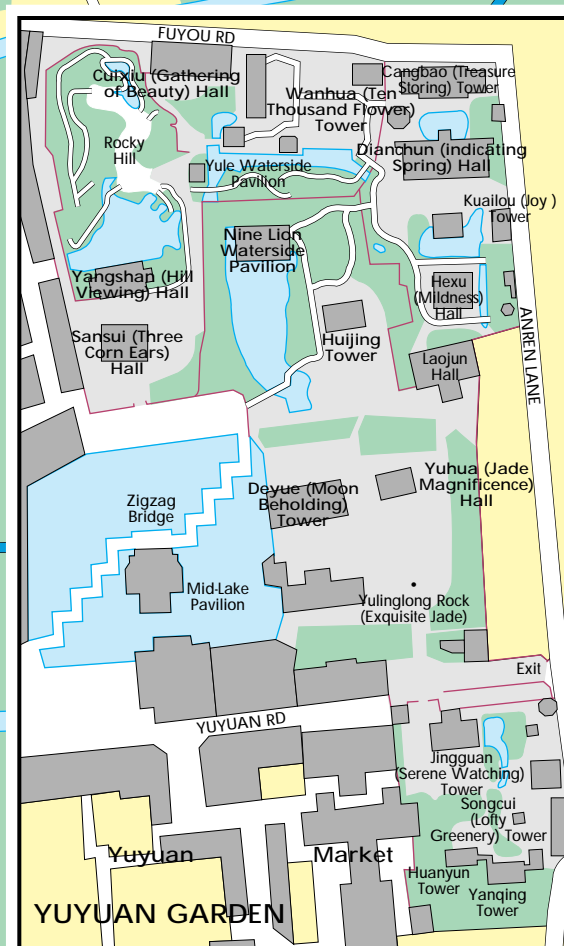 FUYOU RD
Culxiu (Gathering
of Beauty) Hall
Cangbao (Treasure
Storing) Tower
Wanhua (Ten
Thousand Flower)
Tower
Rocky
Hill
Dianchun (indicating
Spring) Hall
Yule Waterside
Pavilion
Kuailou (Joy )
Tower
Nine Lion
Waterside
Pavilion
Yangshan (Hill
Viewing) Hall
Hexu
(Mildness)
Hall
Sansui (Three
Corn Ears)
Hall
Huijing
Tower
Laojun
Hall
ANREN LANE
Yuhua (Jade
Magnificence)
Hall
Deyue (Moon
Beholding)
Tower
Zigzag
Bridge
Mid-Lake
Pavilion
Yulinglong Rock
(Exquisite Jade)
Exit
YUYUAN RD
Jingguan
(Serene Watching)
Tower
Songcui
(Lofty
Greenery) Tower
Yuyuan Market
Huanyun
Tower
Yanqing
Tower
YUYUAN GARDEN